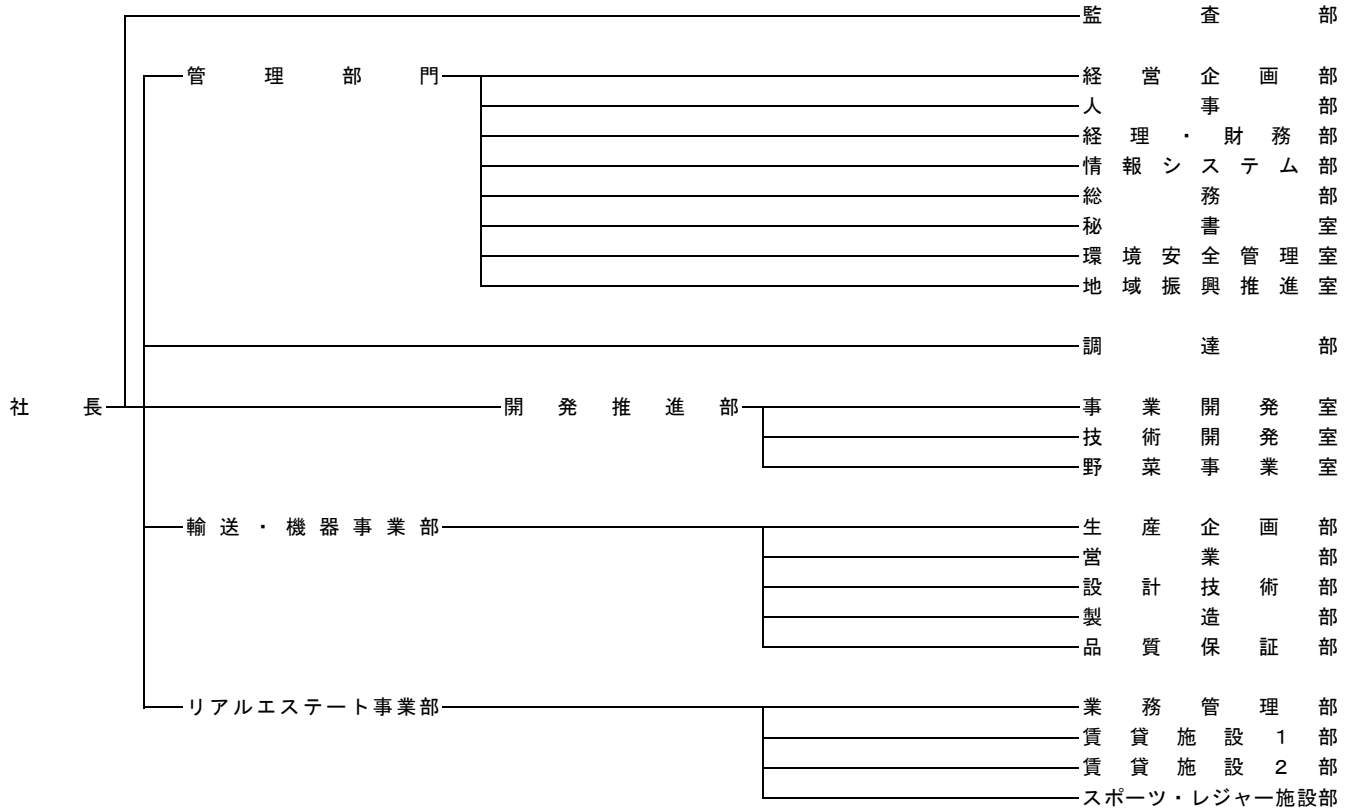 監査部
管理部門 経営企画部
人事部
経理・財務部
情報システム部
総務部
秘書室
環境安全管理室
地域振興推進室
調達部
社長 開発推進部 事業開発室
技術開発室
野菜事業室
輸送・機器事業部 生産企画部
営業部
設計技術部
製造部
品質保証部
リアルエステート事業部 業務管理部
賃貸施設1部
賃貸施設2部
スポーツ・レジャー施設部